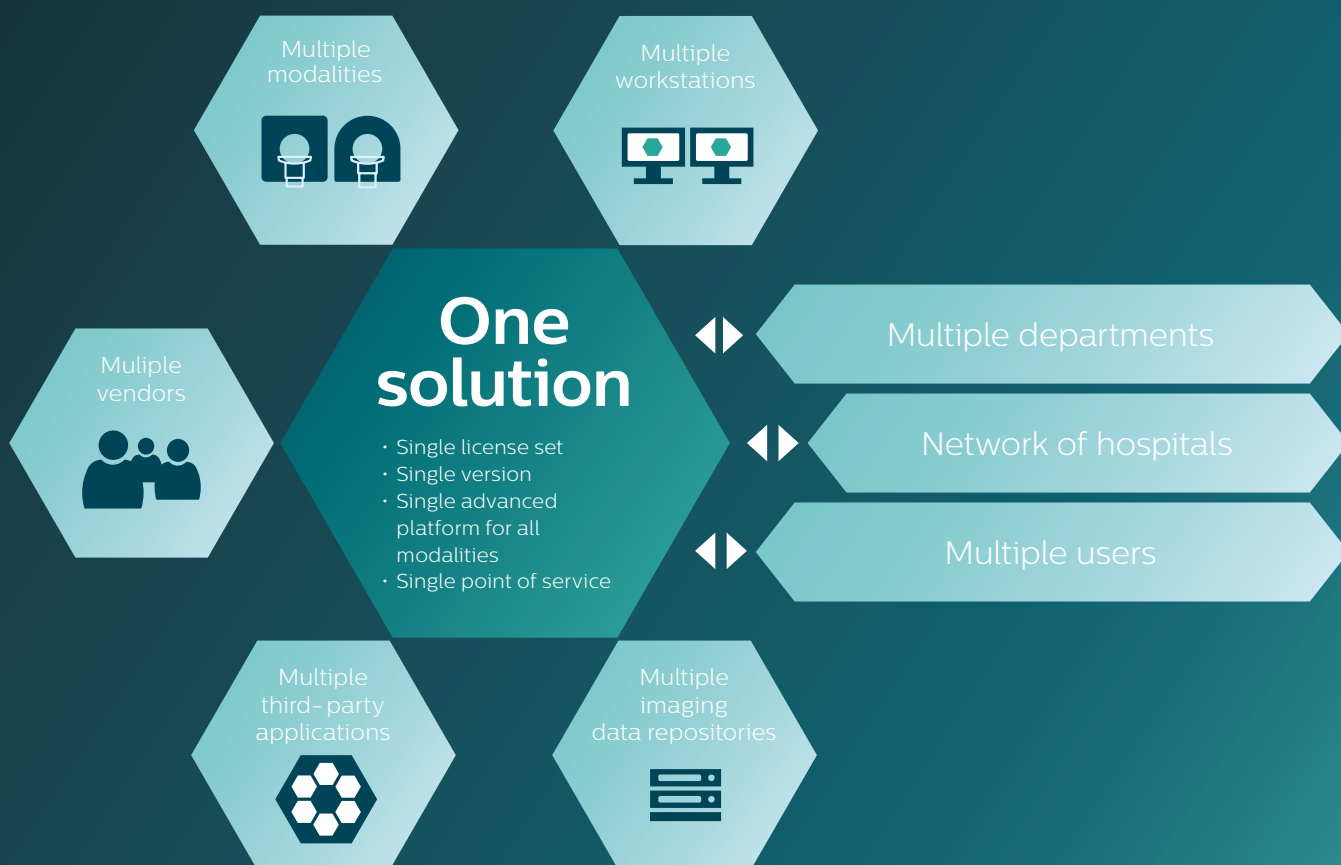 Multiple
modalities
Multiple
workstations
Muliple
vendors
One
solution
· Single license set
· Single version
· Single advanced
platform for all
modalities
· Single point of service
Multiple departments
Network of hospitals
Multiple users
Multiple
third-party
applications
Multiple
imaging
data repositories